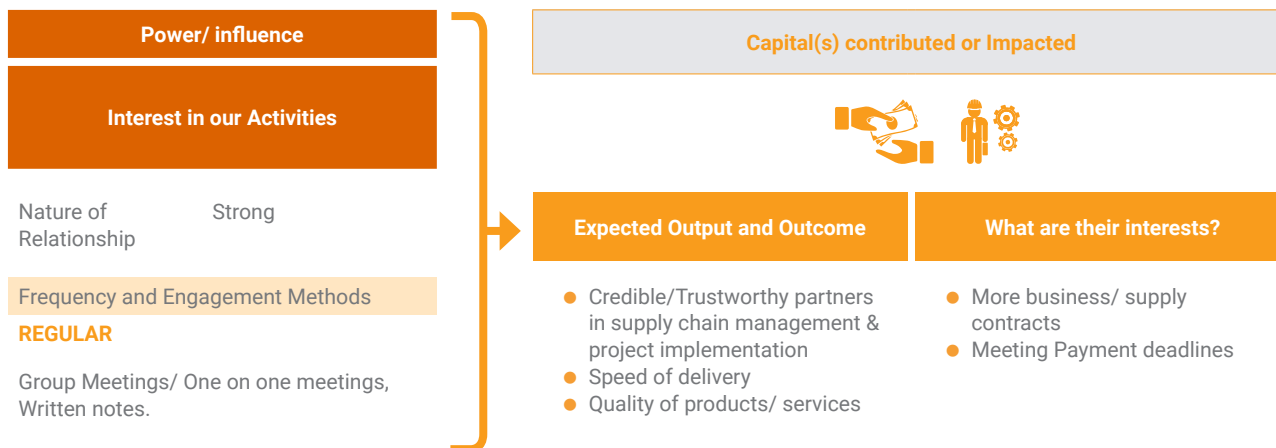 Power/ influence
Interest in our Activities
Nature of
Relationship
Strong
Frequency and Engagement Methods
REGULAR
Group Meetings/ One on one meetings,
Written notes.
Capital(s) contributed or Impacted
Expected Output and Outcome
Credible/Trustworthy partners
in supply chain management &
project implementation
Speed of delivery
Quality of products/ services
What are their interests?
More business/ supply
contracts
Meeting Payment deadlines